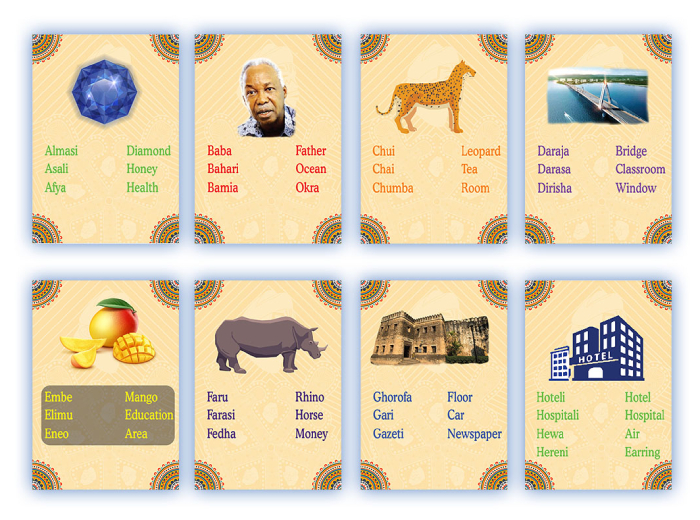 Almasi Diamond
Asali Honey
Afya Health
Baba Father
Bahari Ocean
Bamia Okra
Chui Leopard
Chai Tea
Chumba Room
Daraja Bridge
Darasa Classroom
Dirisha Window
Embe Mango
Elimu Education
Eneo Area
Faru Rhino
Farasi Horse
Fedha Money
Ghorofa Floor
Gari Car
Gazeti Newspaper
HOTEL
Hoteli Hotel
Hospitali Hospital
Hewa Air
Hereni Earring